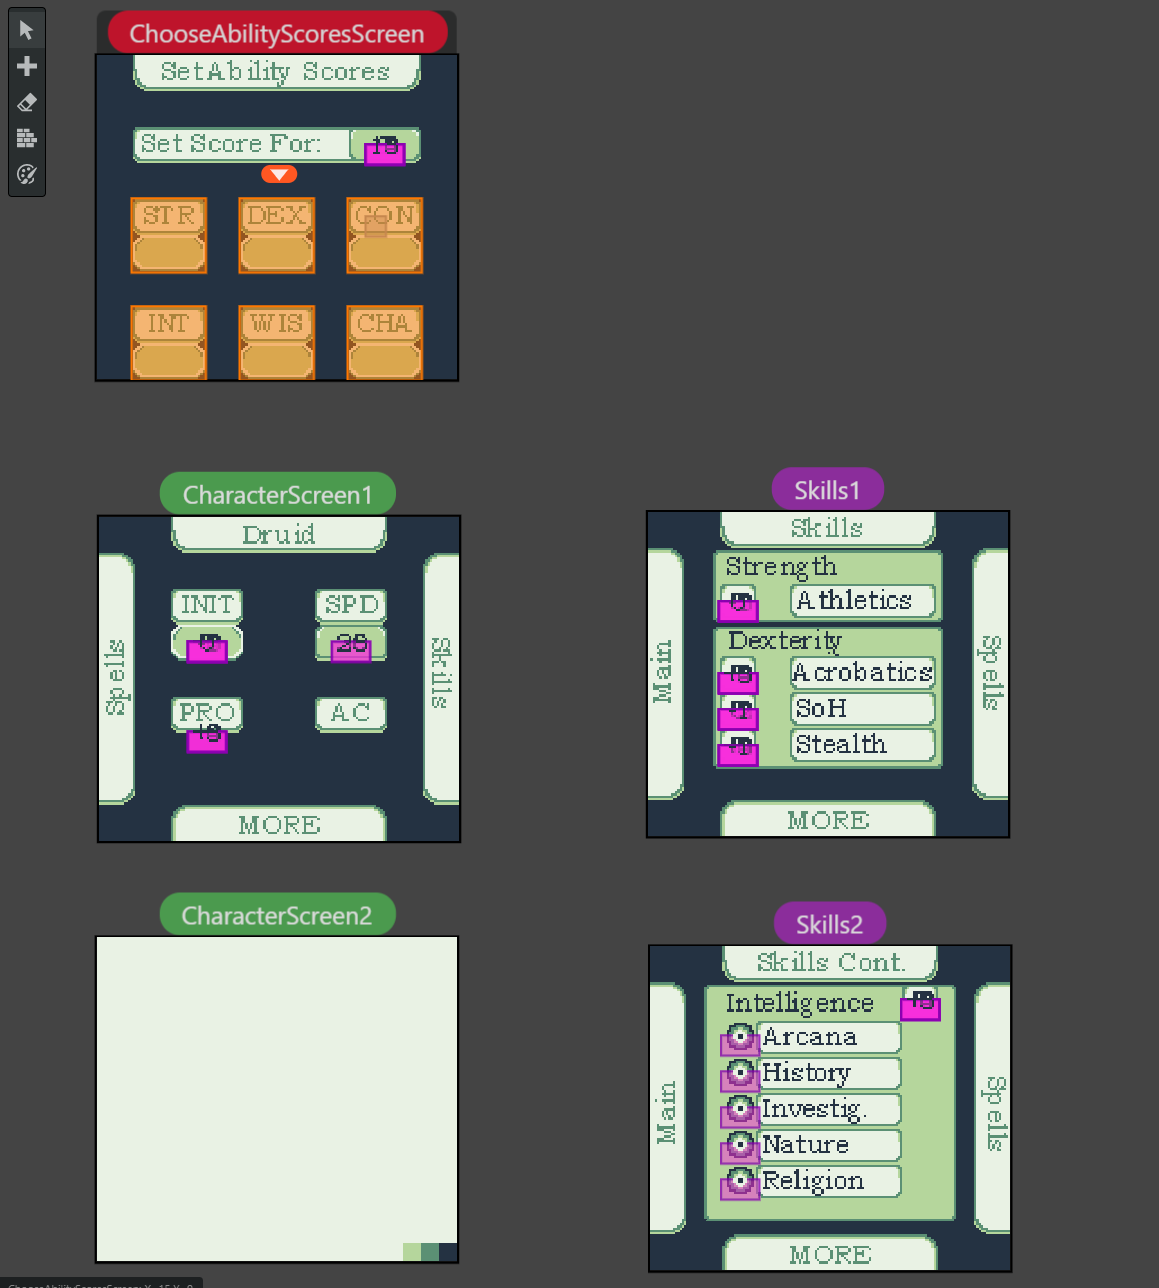 ChooseAbilityScoresScreen
Set Ability Scores
Set Score For:
STR DEX CON
INT WIS CHA
CharacterScreen1
Druid
INIT SPD
PRO AC
Spells
Skills
MORE
Skills1
Skills
Strength
Athletics
Dexterity
Acrobatics
SoH
Stealth
Main
Spells
MORE
CharacterScreen2
Skills2
Skills Cont.
Intelligence
Arcana
History
Investig.
Nature
Religion
Main
Spells
MORE